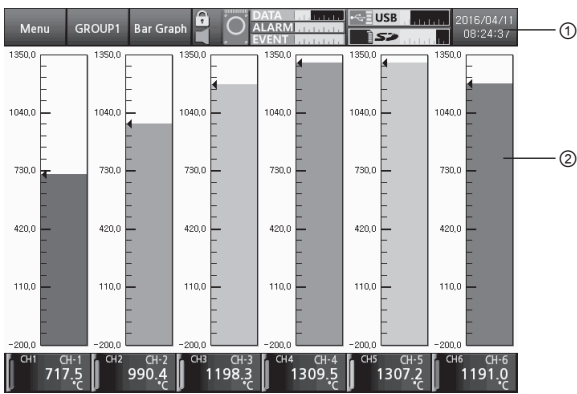 Menu GROUP1 Bar Graph DATA USB 2016/04/11 ①
ALARM SD 08:24:37
EVENT
1350,0 1350,0 1350,0 1350,0 1350,0 1350,0
1040,0 1040,0 1040,0 1040,0 1040,0 1040,0
②
730,0 730,0 730,0 730,0 730,0 730,0
420,0 420,0 420,0 420,0 420,0 420,0
110,0 110,0 110,0 110,0 110,0 110,0
-200,0 -200,0 -200,0 -200,0 -200,0 -200,0
CH1 CH-1 CH2 CH-2 CH3 CH-3 CH4 CH-4 CH5 CH-5 CH6 CH-6
717.5 990.4 1198.3 1309.5 1307.2 1191.0
°C °C °C °C °C °C